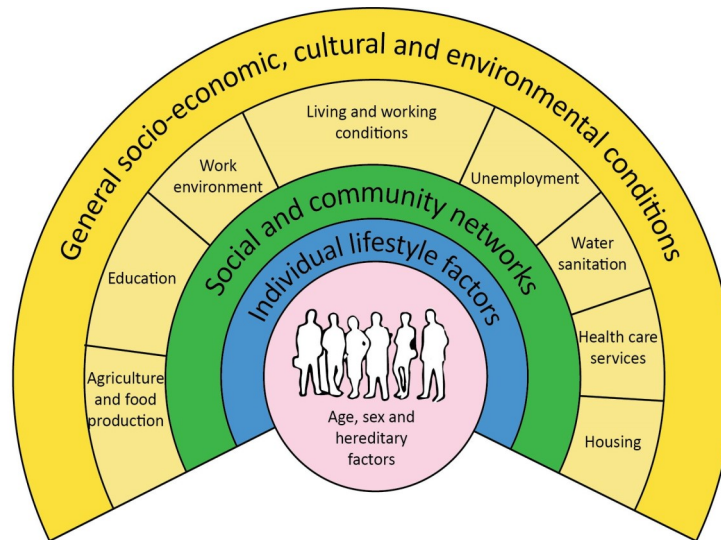 General socio-economic, cultural and environmental conditions
Living and working
conditions
Work
environment
Unemployment
Education
Water
sanitation
Agriculture
and food
production
Health care
services
Housing
Social and community networks
Individual lifestyle factors
Age, sex and
hereditary
factors